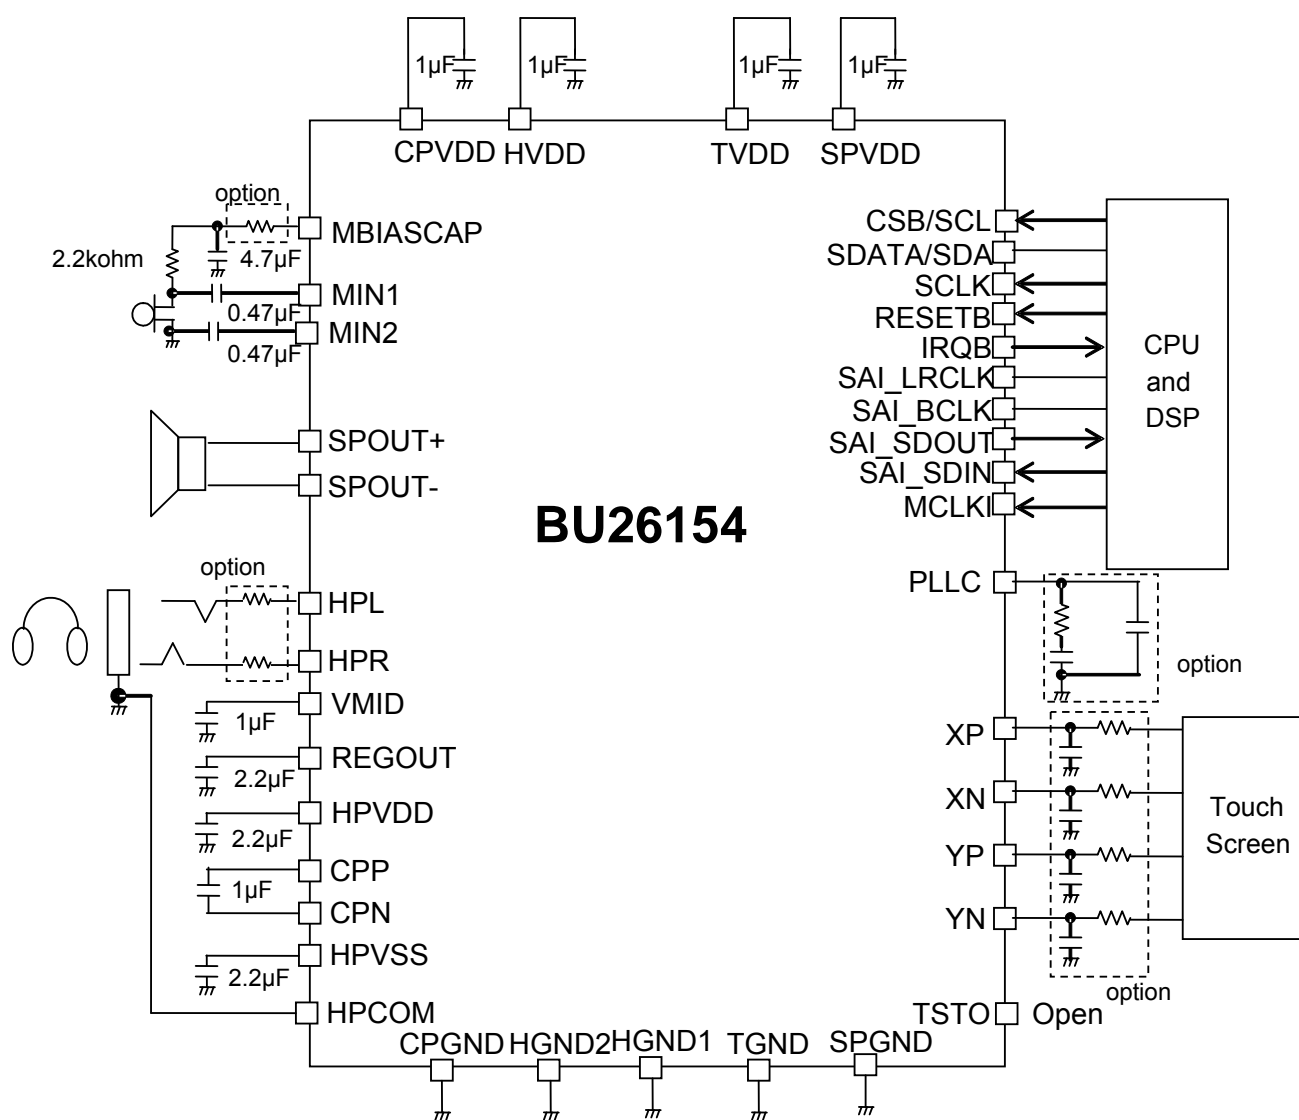 1µF
1µF
1µF
1µF
CPVDD
HVDD
TVDD
SPVDD
option
MBIASCAP
2.2kohm
4.7µF
MIN1
0.47µF
MIN2
0.47µF
SPOUT+
SPOUT-
BU26154
option
HPL
HPR
VMID
1µF
REGOUT
2.2µF
HPVDD
2.2µF
CPP
1µF
CPN
HPVSS
2.2µF
HPCOM
CSB/SCL
SDATA/SDA
SCLK
RESETB
IRQB
SAI_LRCLK
SAI_BCLK
SAI_SDOUT
SAI_SDIN
MCLKI
CPU
and
DSP
PLLC
option
XP
XN
YP
YN
Touch
Screen
option
TSTO
Open
CPGND
HGND2
HGND1
TGND
SPGND